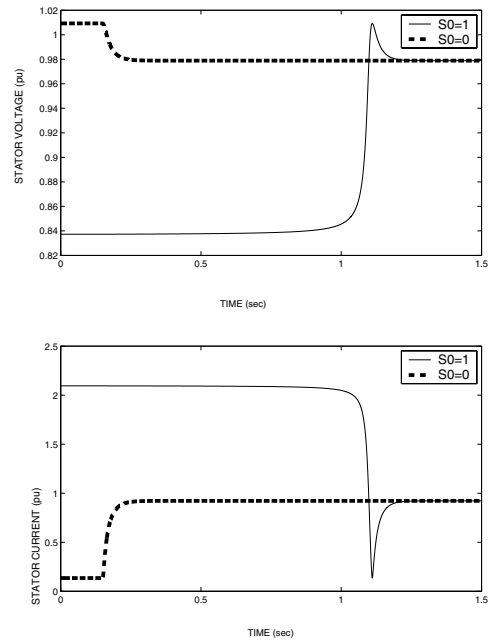 1.02
1
0.98
0.96
0.94
0.92
0.9
0.88
0.86
0.84
0.82
STATOR VOLTAGE (pu)
S0=1
S0=0
0 0.5 1 1.5
TIME (sec)
2.5
2
1.5
1
0.5
0
STATOR CURRENT (pu)
S0=1
S0=0
0 0.5 1 1.5
TIME (sec)